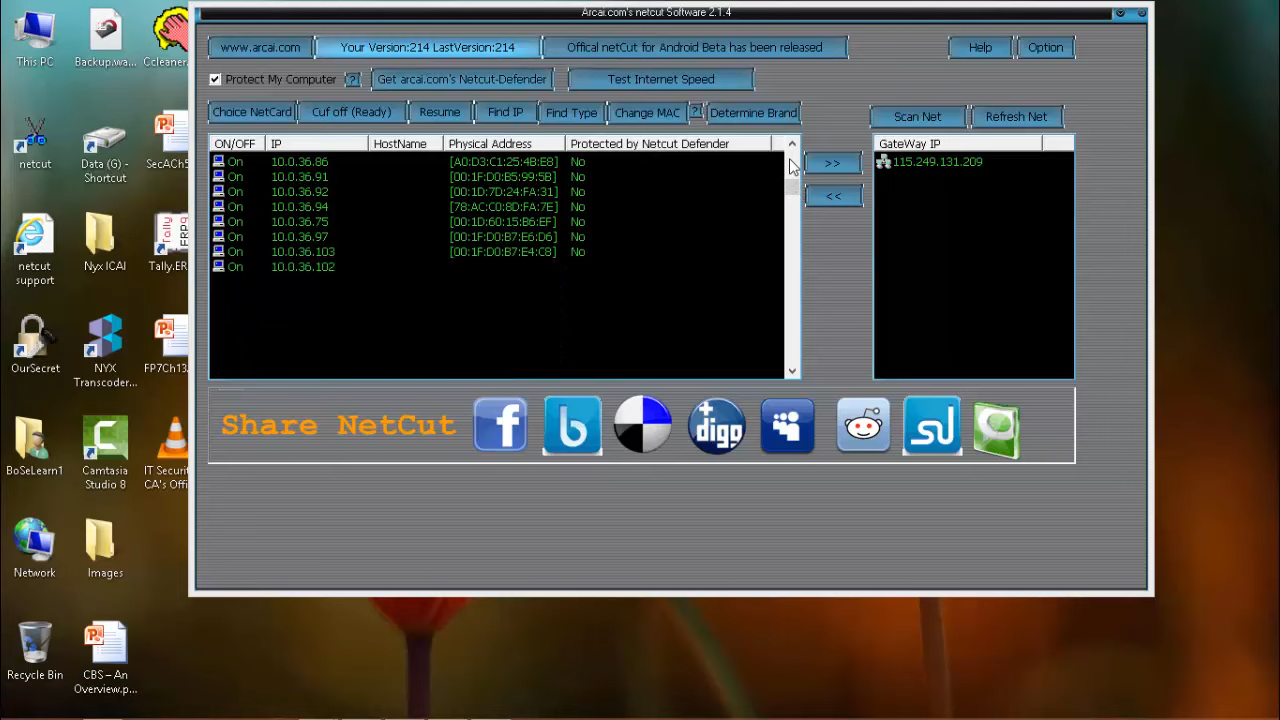 Arcai.com's netcut Software 2.1.4
www.arcai.com
Your Version:214 LastVersion:214
Offical netCut for Android Beta has been released
Help
Option
Protect My Computer
?
Get arcai.com's Netcut-Defender
Test Internet Speed
Choice NetCard
Cuf off (Ready)
Resume
Find IP
Find Type
Change MAC
?
Determine Brand
Scan Net
Refresh Net
ON/OFF IP HostName Physical Address Protected by Netcut Defender
On 10.0.36.86 [A0:D3:C1:25:4B:E8] No
On 10.0.36.91 [00:1F:D0:B5:99:5B] No
On 10.0.36.92 [00:1D:7D:24:FA:31] No
On 10.0.36.94 [78:AC:C0:8D:FA:7E] No
On 10.0.36.75 [00:1D:60:15:B6:EF] No
On 10.0.36.97 [00:1F:D0:B7:E6:D6] No
On 10.0.36.103 [00:1F:D0:B7:E4:C8] No
On 10.0.36.102
>>
<<
GateWay IP
115.249.131.209
Share NetCut
f
b
+
digg
This PC
Backup.wa...
Ccleaner.
netcut
Data (G) -
Shortcut
SecACh5
netcut
support
Nyx ICAI
Tally
ERP9
Tally.ER
OurSecret
NYX
Transcoder...
FP7Ch13.
BoSeLearn1
Camtasia
Studio 8
IT Securit
CA's Offi
Network
Images
Recycle Bin
CBS – An
Overview.p...